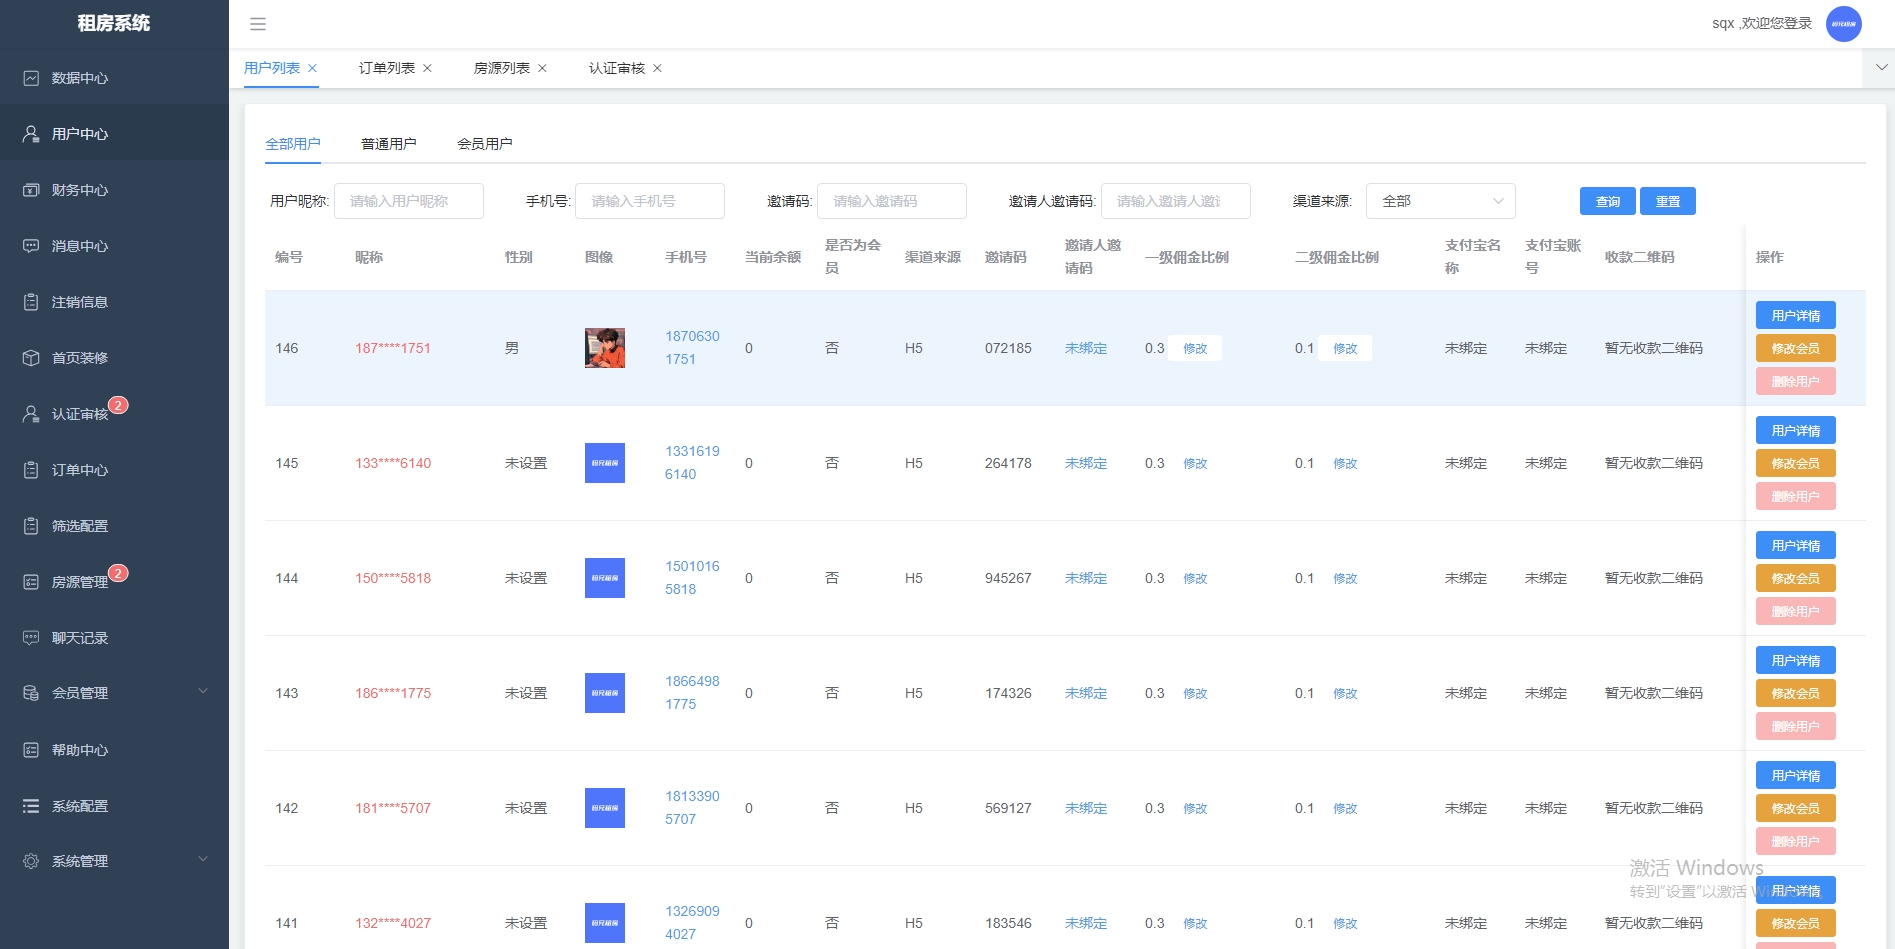 租房系统
sqx ,欢迎您登录
数据中心
用户中心
财务中心
消息中心
注销信息
首页装修
认证审核
2
订单中心
筛选配置
房源管理
2
聊天记录
会员管理
帮助中心
系统配置
系统管理
用户列表 订单列表 房源列表 认证审核
全部用户 普通用户 会员用户
用户昵称: 请输入用户昵称 手机号: 请输入手机号 邀请码: 请输入邀请码 邀请人邀请码: 请输入邀请人邀 渠道来源: 全部 查询 重置
编号 昵称 性别 图像 手机号 当前余额 是否为会员 渠道来源 邀请码 邀请人邀请码 一级佣金比例 二级佣金比例 支付宝名称 支付宝账号 收款二维码 操作
146 187****1751 男 18706301751 0 否 H5 072185 未绑定 0.3 修改 0.1 修改 未绑定 未绑定 暂无收款二维码
用户详情
修改会员
删除用户
145 133****6140 未设置 13316196140 0 否 H5 264178 未绑定 0.3 修改 0.1 修改 未绑定 未绑定 暂无收款二维码
用户详情
修改会员
删除用户
144 150****5818 未设置 15010165818 0 否 H5 945267 未绑定 0.3 修改 0.1 修改 未绑定 未绑定 暂无收款二维码
用户详情
修改会员
删除用户
143 186****1775 未设置 18664981775 0 否 H5 174326 未绑定 0.3 修改 0.1 修改 未绑定 未绑定 暂无收款二维码
用户详情
修改会员
删除用户
142 181****5707 未设置 18133905707 0 否 H5 569127 未绑定 0.3 修改 0.1 修改 未绑定 未绑定 暂无收款二维码
用户详情
修改会员
删除用户
141 132****4027 未设置 13269094027 0 否 H5 183546 未绑定 0.3 修改 0.1 修改 未绑定 未绑定 暂无收款二维码
用户详情
修改会员
激活 Windows
转到“设置”以激活 Windows。